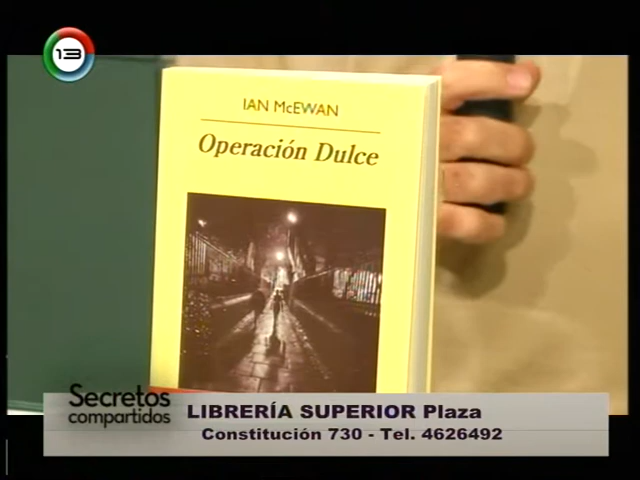 13
IAN McEWAN
Operación Dulce
Secretos
compartidos
LIBRERÍA SUPERIOR Plaza
Constitución 730 - Tel. 4626492